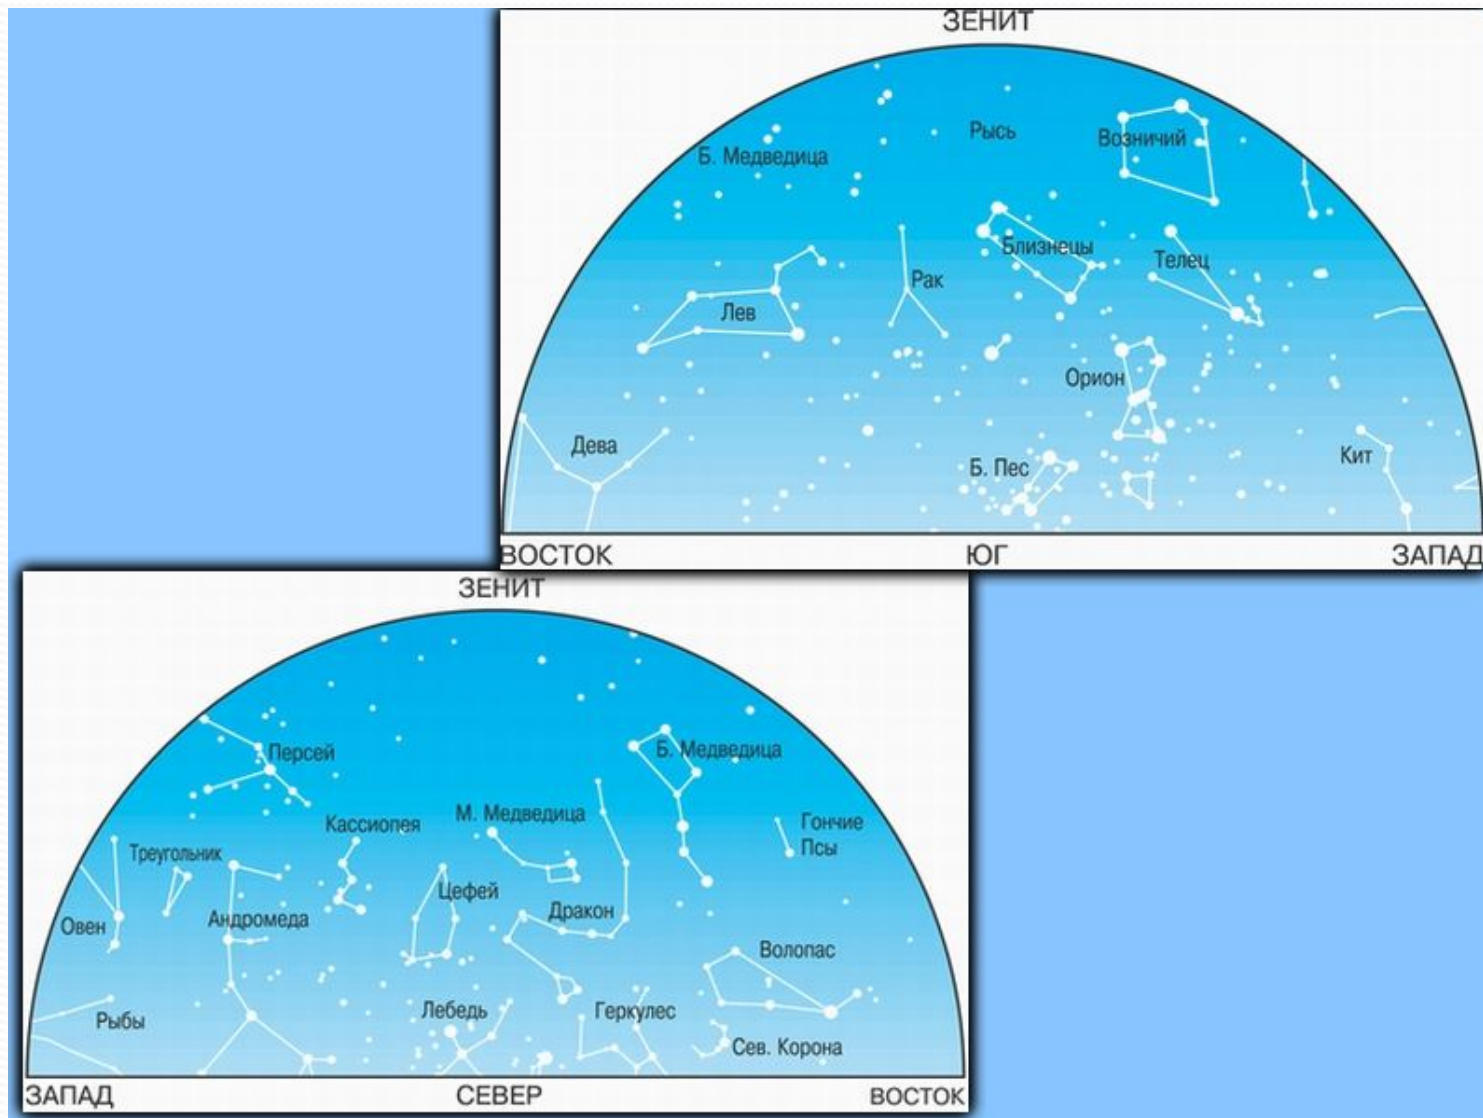 ЗЕНИТ
Рысь
Возничий
Б. Медведица
Близнецы
Телец
Рак
Лев
Орион
Дева
Б. Пес
Кит
ВОСТОК
ЮГ
ЗАПАД
ЗЕНИТ
Персей
Б. Медведица
Кассиопея
М. Медведица
Гончие
Псы
Треугольник
Цефей
Овен
Андромеда
Дракон
Волопас
Рыбы
Лебедь
Геркулес
Сев. Корона
ЗАПАД
СЕВЕР
ВОСТОК